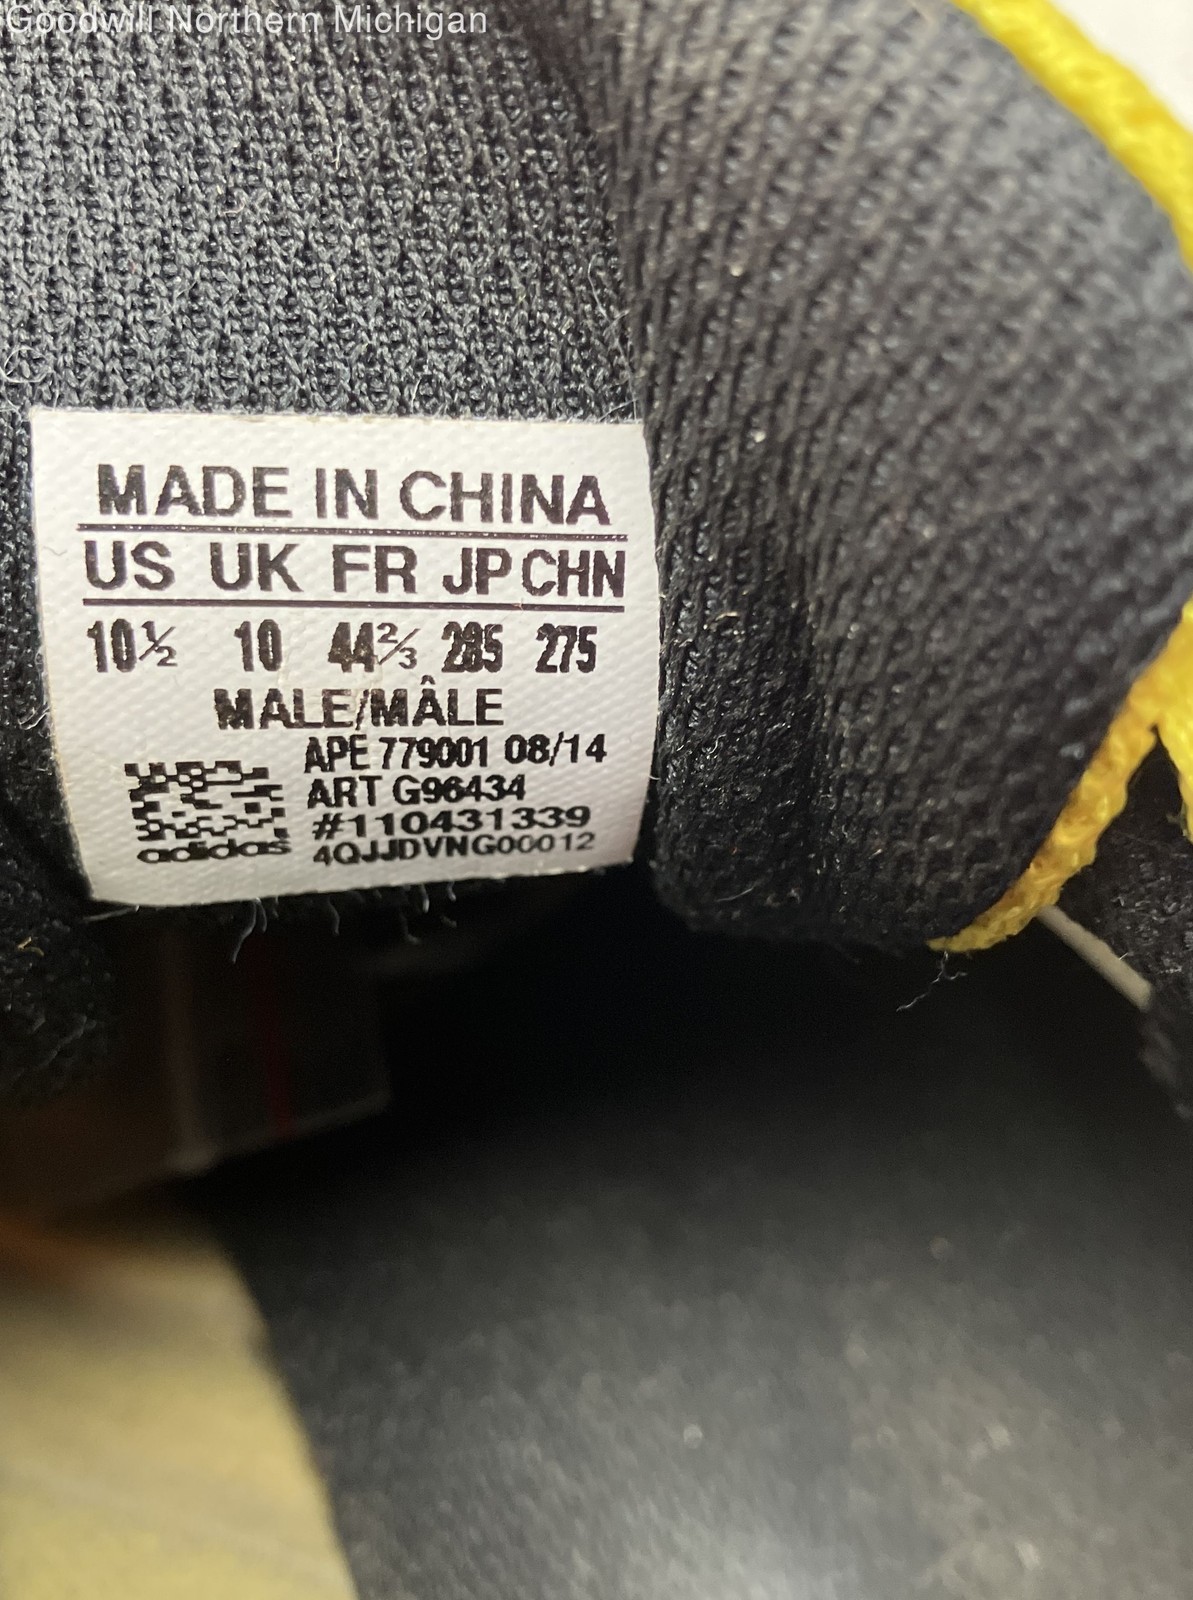 Goodwill Northern Michigan
MADE IN CHINA
US UK FR JP CHN
10½ 10 44⅔ 285 275
MALE/MÂLE
APE 779001 08/14
ART G96434
#110431339
adidas 4QJJDVNG00012